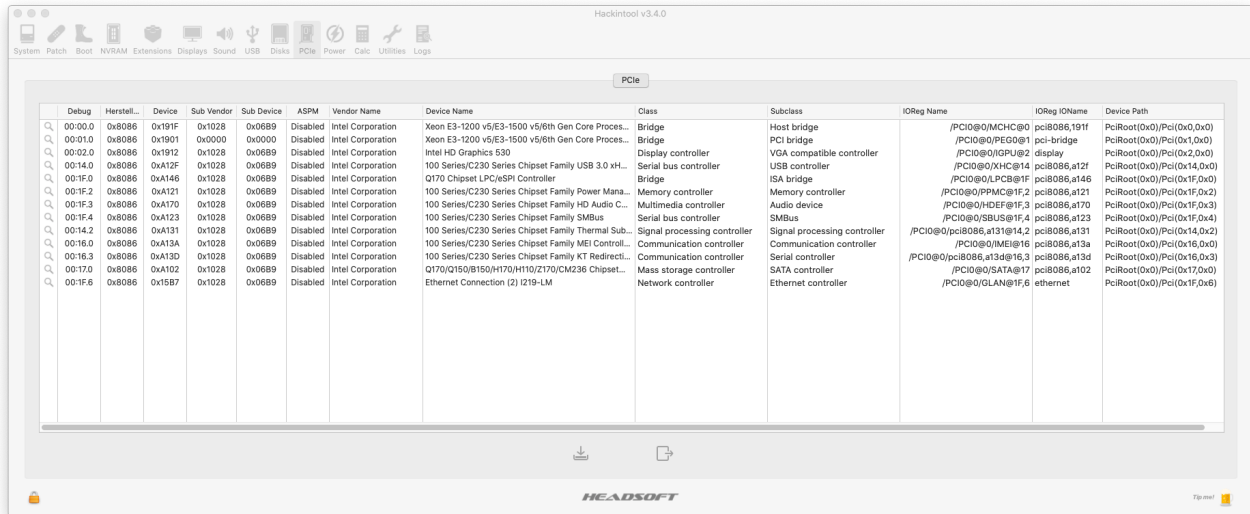 Hackintool v3.4.0
System Patch Boot NVRAM Extensions Displays Sound USB Disks PCIe Power Calc Utilities Logs
PCIe
Debug Herstell... Device Sub Vendor Sub Device ASPM Vendor Name Device Name Class Subclass IOReg Name IOReg IOName Device Path
00:00.0 0x8086 0x191F 0x1028 0x06B9 Disabled Intel Corporation Xeon E3-1200 v5/E3-1500 v5/6th Gen Core Proces... Bridge Host bridge /PCI0@0/MCHC@0 pci8086,191f PciRoot(0x0)/Pci(0x0,0x0)
00:01.0 0x8086 0x1901 0x0000 0x0000 Disabled Intel Corporation Xeon E3-1200 v5/E3-1500 v5/6th Gen Core Proces... Bridge PCI bridge /PCI0@0/PEG0@1 pci-bridge PciRoot(0x0)/Pci(0x1,0x0)
00:02.0 0x8086 0x1912 0x1028 0x06B9 Disabled Intel Corporation Intel HD Graphics 530 Display controller VGA compatible controller /PCI0@0/IGPU@2 display PciRoot(0x0)/Pci(0x2,0x0)
00:14.0 0x8086 0xA12F 0x1028 0x06B9 Disabled Intel Corporation 100 Series/C230 Series Chipset Family USB 3.0 xH... Serial bus controller USB controller /PCI0@0/XHC@14 pci8086,a12f PciRoot(0x0)/Pci(0x14,0x0)
00:1F.0 0x8086 0xA146 0x1028 0x06B9 Disabled Intel Corporation Q170 Chipset LPC/eSPI Controller Bridge ISA bridge /PCI0@0/LPCB@1F pci8086,a146 PciRoot(0x0)/Pci(0x1F,0x0)
00:1F.2 0x8086 0xA121 0x1028 0x06B9 Disabled Intel Corporation 100 Series/C230 Series Chipset Family Power Mana... Memory controller Memory controller /PCI0@0/PPMC@1F,2 pci8086,a121 PciRoot(0x0)/Pci(0x1F,0x2)
00:1F.3 0x8086 0xA170 0x1028 0x06B9 Disabled Intel Corporation 100 Series/C230 Series Chipset Family HD Audio C... Multimedia controller Audio device /PCI0@0/HDEF@1F,3 pci8086,a170 PciRoot(0x0)/Pci(0x1F,0x3)
00:1F.4 0x8086 0xA123 0x1028 0x06B9 Disabled Intel Corporation 100 Series/C230 Series Chipset Family SMBus Serial bus controller SMBus /PCI0@0/SBUS@1F,4 pci8086,a123 PciRoot(0x0)/Pci(0x1F,0x4)
00:14.2 0x8086 0xA131 0x1028 0x06B9 Disabled Intel Corporation 100 Series/C230 Series Chipset Family Thermal Sub... Signal processing controller Signal processing controller /PCI0@0/pci8086,a131@14,2 pci8086,a131 PciRoot(0x0)/Pci(0x14,0x2)
00:16.0 0x8086 0xA13A 0x1028 0x06B9 Disabled Intel Corporation 100 Series/C230 Series Chipset Family MEI Controll... Communication controller Communication controller /PCI0@0/IMEI@16 pci8086,a13a PciRoot(0x0)/Pci(0x16,0x0)
00:16.3 0x8086 0xA13D 0x1028 0x06B9 Disabled Intel Corporation 100 Series/C230 Series Chipset Family KT Redirecti... Communication controller Serial controller /PCI0@0/pci8086,a13d@16,3 pci8086,a13d PciRoot(0x0)/Pci(0x16,0x3)
00:17.0 0x8086 0xA102 0x1028 0x06B9 Disabled Intel Corporation Q170/Q150/B150/H170/H110/Z170/CM236 Chipset... Mass storage controller SATA controller /PCI0@0/SATA@17 pci8086,a102 PciRoot(0x0)/Pci(0x17,0x0)
00:1F.6 0x8086 0x15B7 0x1028 0x06B9 Disabled Intel Corporation Ethernet Connection (2) I219-LM Network controller Ethernet controller /PCI0@0/GLAN@1F,6 ethernet PciRoot(0x0)/Pci(0x1F,0x6)
HEADSOFT
Tip me!